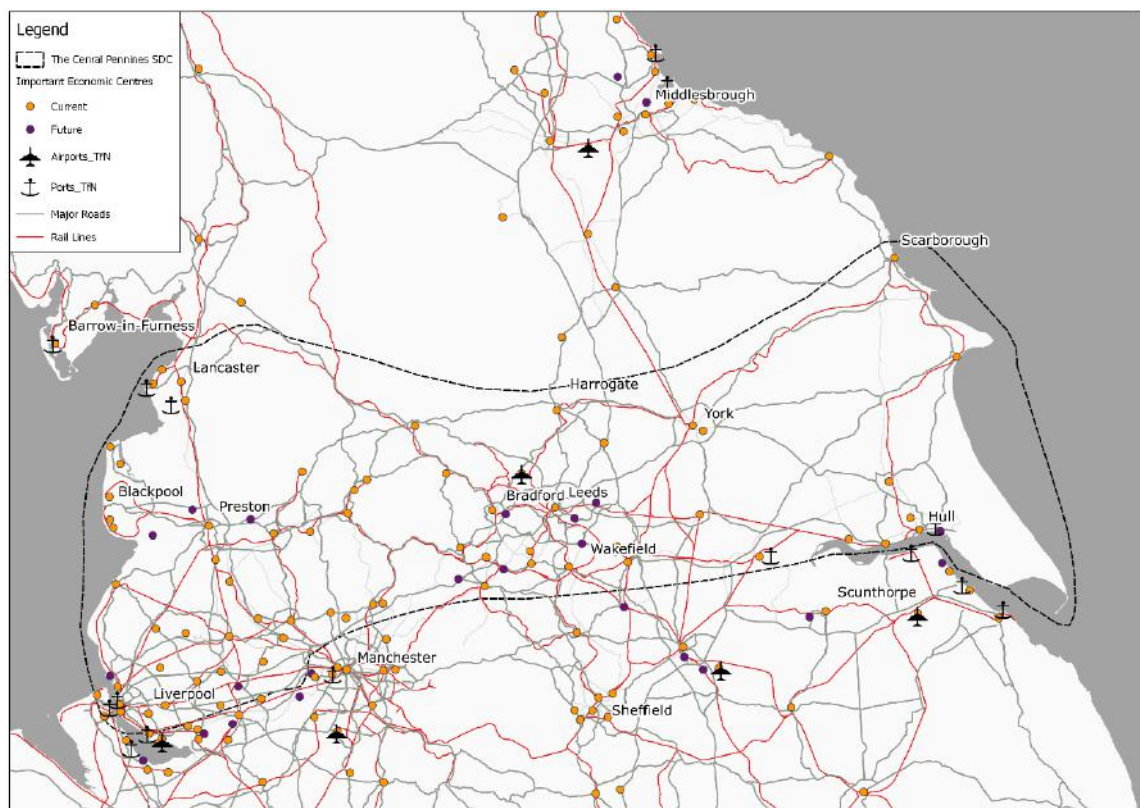 Legend
The Cenral Pennines SDC
Important Economic Centres
Current
Future
Airports_TfN
Ports_TfN
Major Roads
Rail Lines
Middlesbrough
Scarborough
Barrow-in-Furness
Lancaster
Harrogate
York
Blackpool
Preston
Bradford
Leeds
Hull
Wakefield
Scunthorpe
Manchester
Liverpool
Sheffield